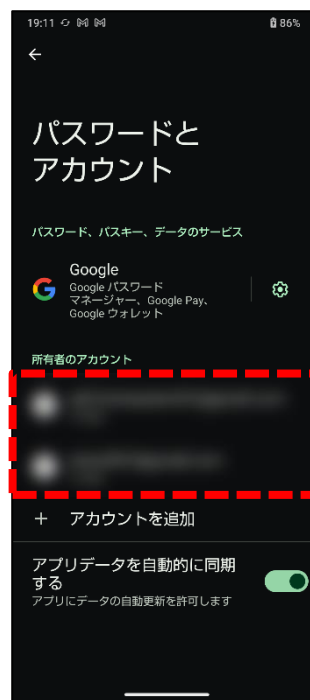 19:11 86%
パスワードと
アカウント
パスワード、パスキー、データのサービス
Google
Google パスワード
マネージャー、Google Pay、
Google ウォレット
所有者のアカウント
+ アカウントを追加
アプリデータを自動的に同期
する
アプリにデータの自動更新を許可します